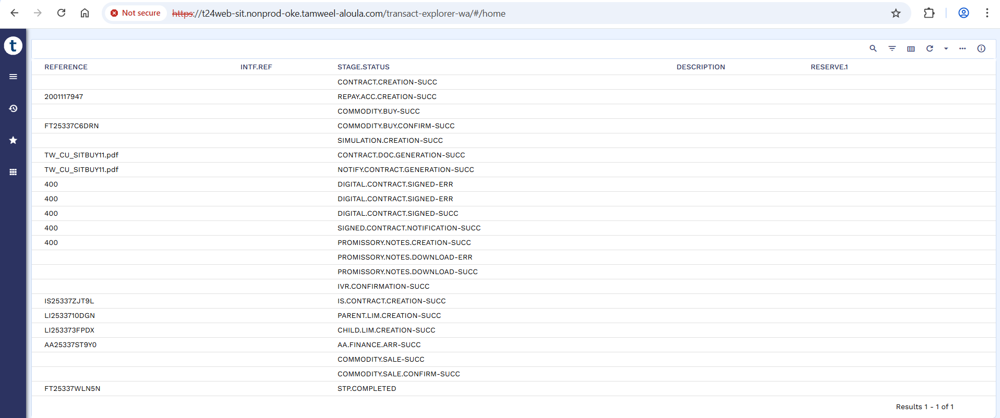 Not secure https://t24web-sit.nonprod-oke.tamweel-aloula.com/transact-explorer-wa/#/home
t
REFERENCE INTF.REF STAGE.STATUS DESCRIPTION RESERVE.1
CONTRACT.CREATION-SUCC
2001117947 REPAY.ACC.CREATION-SUCC
COMMODITY.BUY-SUCC
FT25337C6DRN COMMODITY.BUY.CONFIRM-SUCC
SIMULATION.CREATION-SUCC
TW_CU_SITBUY11.pdf CONTRACT.DOC.GENERATION-SUCC
TW_CU_SITBUY11.pdf NOTIFY.CONTRACT.GENERATION-SUCC
400 DIGITAL.CONTRACT.SIGNED-ERR
400 DIGITAL.CONTRACT.SIGNED-ERR
400 DIGITAL.CONTRACT.SIGNED-SUCC
400 SIGNED.CONTRACT.NOTIFICATION-SUCC
400 PROMISSORY.NOTES.CREATION-SUCC
PROMISSORY.NOTES.DOWNLOAD-ERR
PROMISSORY.NOTES.DOWNLOAD-SUCC
IVR.CONFIRMATION-SUCC
IS25337ZJT9L IS.CONTRACT.CREATION-SUCC
LI2533710DGN PARENT.LIM.CREATION-SUCC
LI253373FPDX CHILD.LIM.CREATION-SUCC
AA25337ST9Y0 AA.FINANCE.ARR-SUCC
COMMODITY.SALE-SUCC
COMMODITY.SALE.CONFIRM-SUCC
FT25337WLN5N STP.COMPLETED
Results 1 - 1 of 1